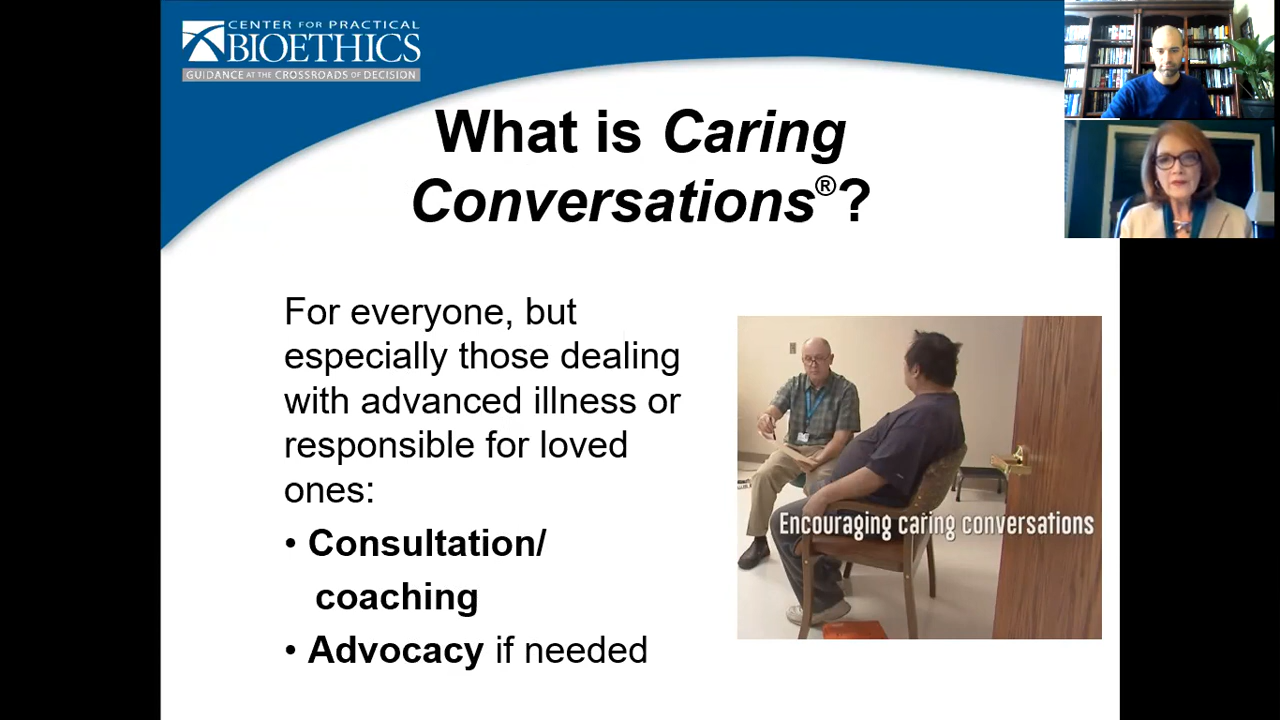 CENTER FOR PRACTICAL
BIOETHICS
GUIDANCE AT THE CROSSROADS OF DECISION
What is Caring
Conversations®?
For everyone, but
especially those dealing
with advanced illness or
responsible for loved
ones:
• Consultation/
coaching
• Advocacy if needed
Encouraging caring conversations